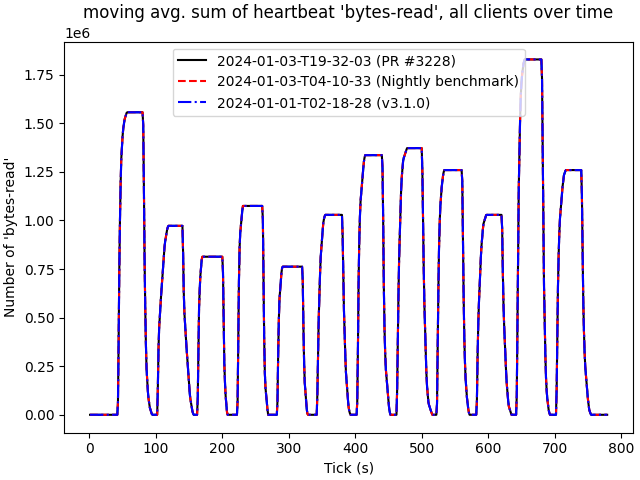 moving avg. sum of heartbeat 'bytes-read', all clients over time
1e6
2024-01-03-T19-32-03 (PR #3228)
2024-01-03-T04-10-33 (Nightly benchmark)
2024-01-01-T02-18-28 (v3.1.0)
1.75
1.50
1.25
1.00
0.75
0.50
0.25
0.00
Number of 'bytes-read'
0 100 200 300 400 500 600 700 800
Tick (s)